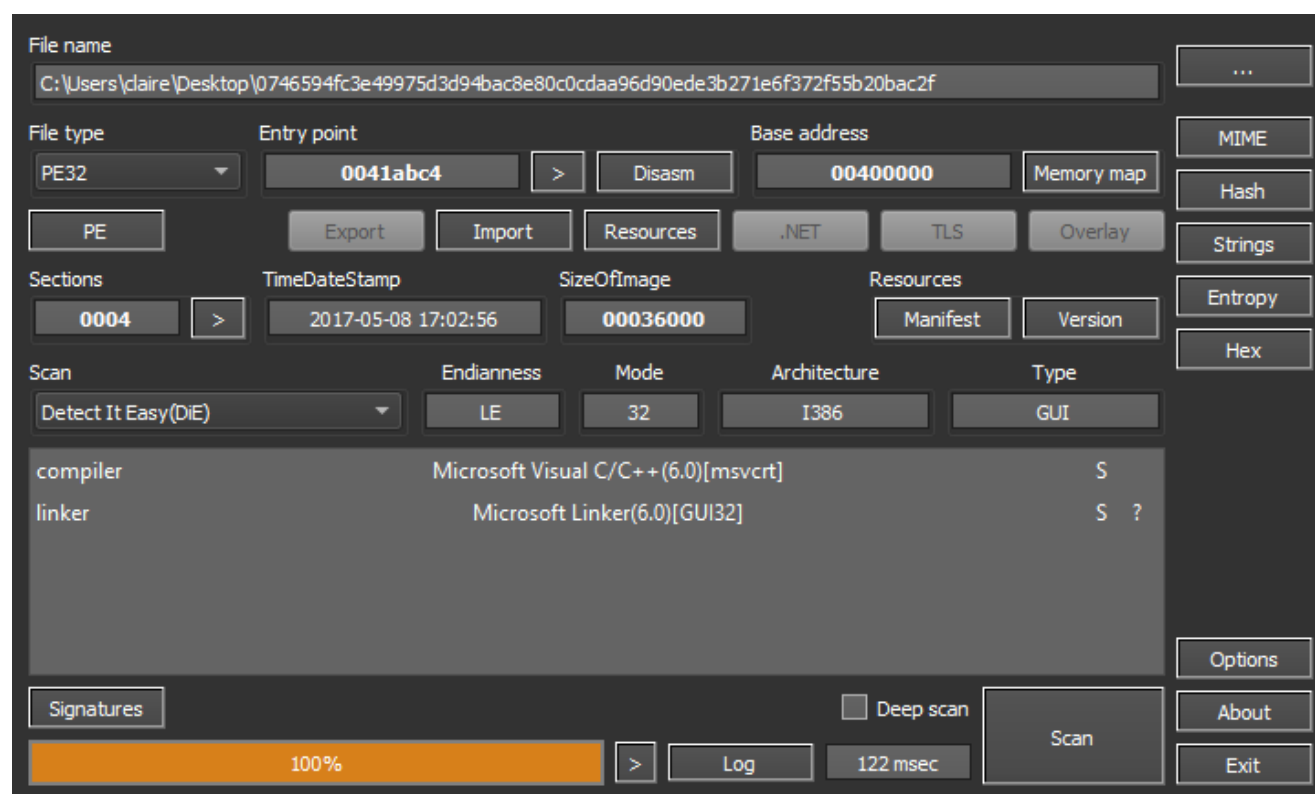 File name
C:\Users\claire\Desktop\0746594fc3e49975d3d94bac8e80c0cdaa96d90ede3b271e6f372f55b20bac2f
...
File type Entry point Base address
MIME
PE32 0041abc4 > Disasm 00400000 Memory map
Hash
PE Export Import Resources .NET TLS Overlay
Strings
Sections TimeDateStamp SizeOfImage Resources
Entropy
0004 > 2017-05-08 17:02:56 00036000 Manifest Version
Hex
Scan Endianness Mode Architecture Type
Detect It Easy(DiE) LE 32 I386 GUI
compiler Microsoft Visual C/C++(6.0)[msvcrt] S
linker Microsoft Linker(6.0)[GUI32] S ?
Options
Signatures Deep scan Scan About
100% > Log 122 msec Exit